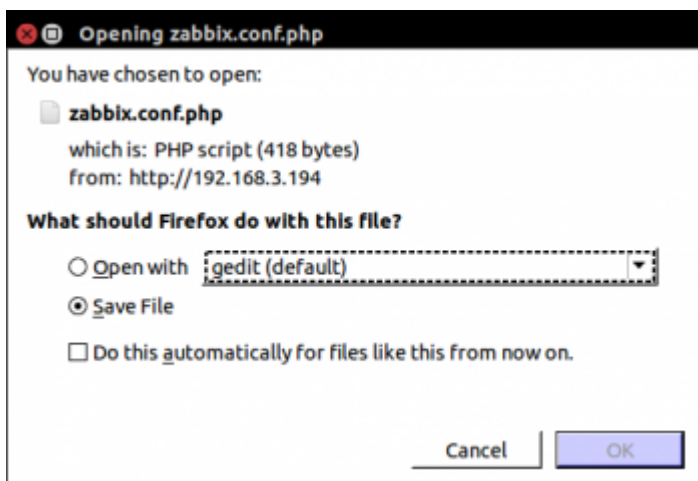 Opening zabbix.conf.php
You have chosen to open:
zabbix.conf.php
which is: PHP script (418 bytes)
from: http://192.168.3.194
What should Firefox do with this file?
Open with gedit (default)
Save File
Do this automatically for files like this from now on.
Cancel OK